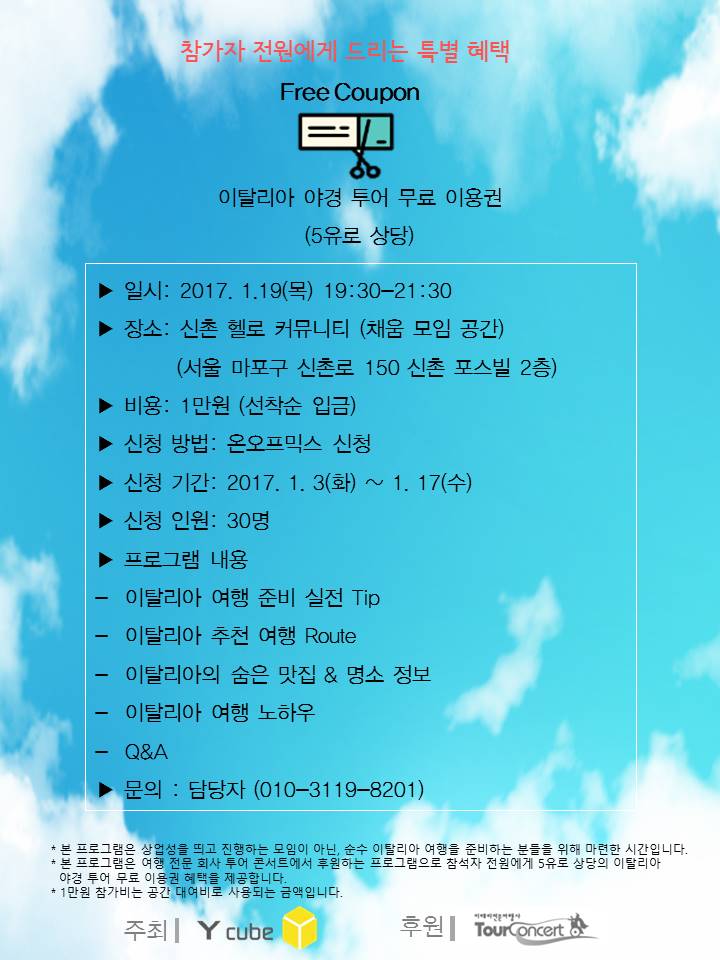 참가자 전원에게 드리는 특별 혜택
Free Coupon
이탈리아 야경 투어 무료 이용권
(5유로 상당)
▶ 일시: 2017. 1.19(목) 19:30-21:30
▶ 장소: 신촌 헬로 커뮤니티 (채움 모임 공간)
(서울 마포구 신촌로 150 신촌 포스빌 2층)
▶ 비용: 1만원 (선착순 입금)
▶ 신청 방법: 온오프믹스 신청
▶ 신청 기간: 2017. 1. 3(화) ~ 1. 17(수)
▶ 신청 인원: 30명
▶ 프로그램 내용
- 이탈리아 여행 준비 실전 Tip
- 이탈리아 추천 여행 Route
- 이탈리아의 숨은 맛집 & 명소 정보
- 이탈리아 여행 노하우
- Q&A
▶ 문의 : 담당자 (010-3119-8201)
* 본 프로그램은 상업성을 띄고 진행하는 모임이 아닌, 순수 이탈리아 여행을 준비하는 분들을 위해 마련한 시간입니다.
* 본 프로그램은 여행 전문 회사 투어 콘서트에서 후원하는 프로그램으로 참석자 전원에게 5유로 상당의 이탈리아
야경 투어 무료 이용권 혜택을 제공합니다.
* 1만원 참가비는 공간 대여비로 사용되는 금액입니다.
주최 | Y cube
후원 | TourConcert